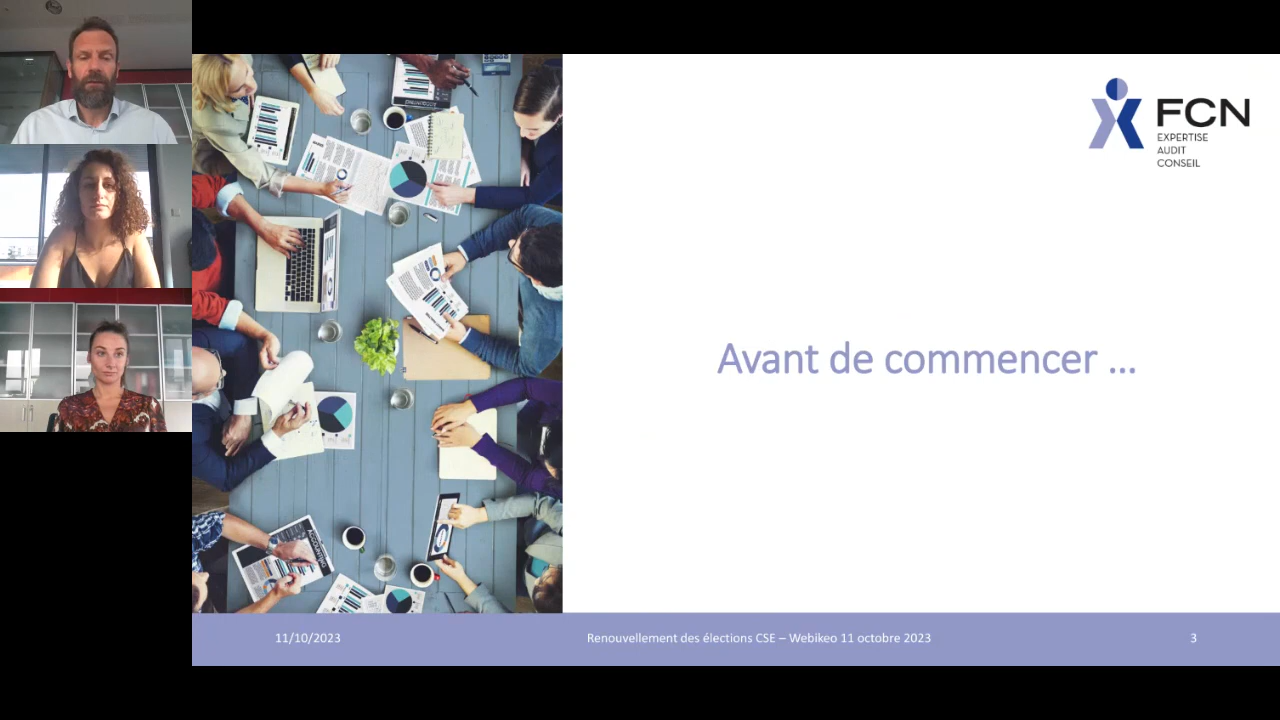 FCN
EXPERTISE
AUDIT
CONSEIL
Avant de commencer ...
11/10/2023
Renouvellement des élections CSE – Webikeo 11 octobre 2023
3